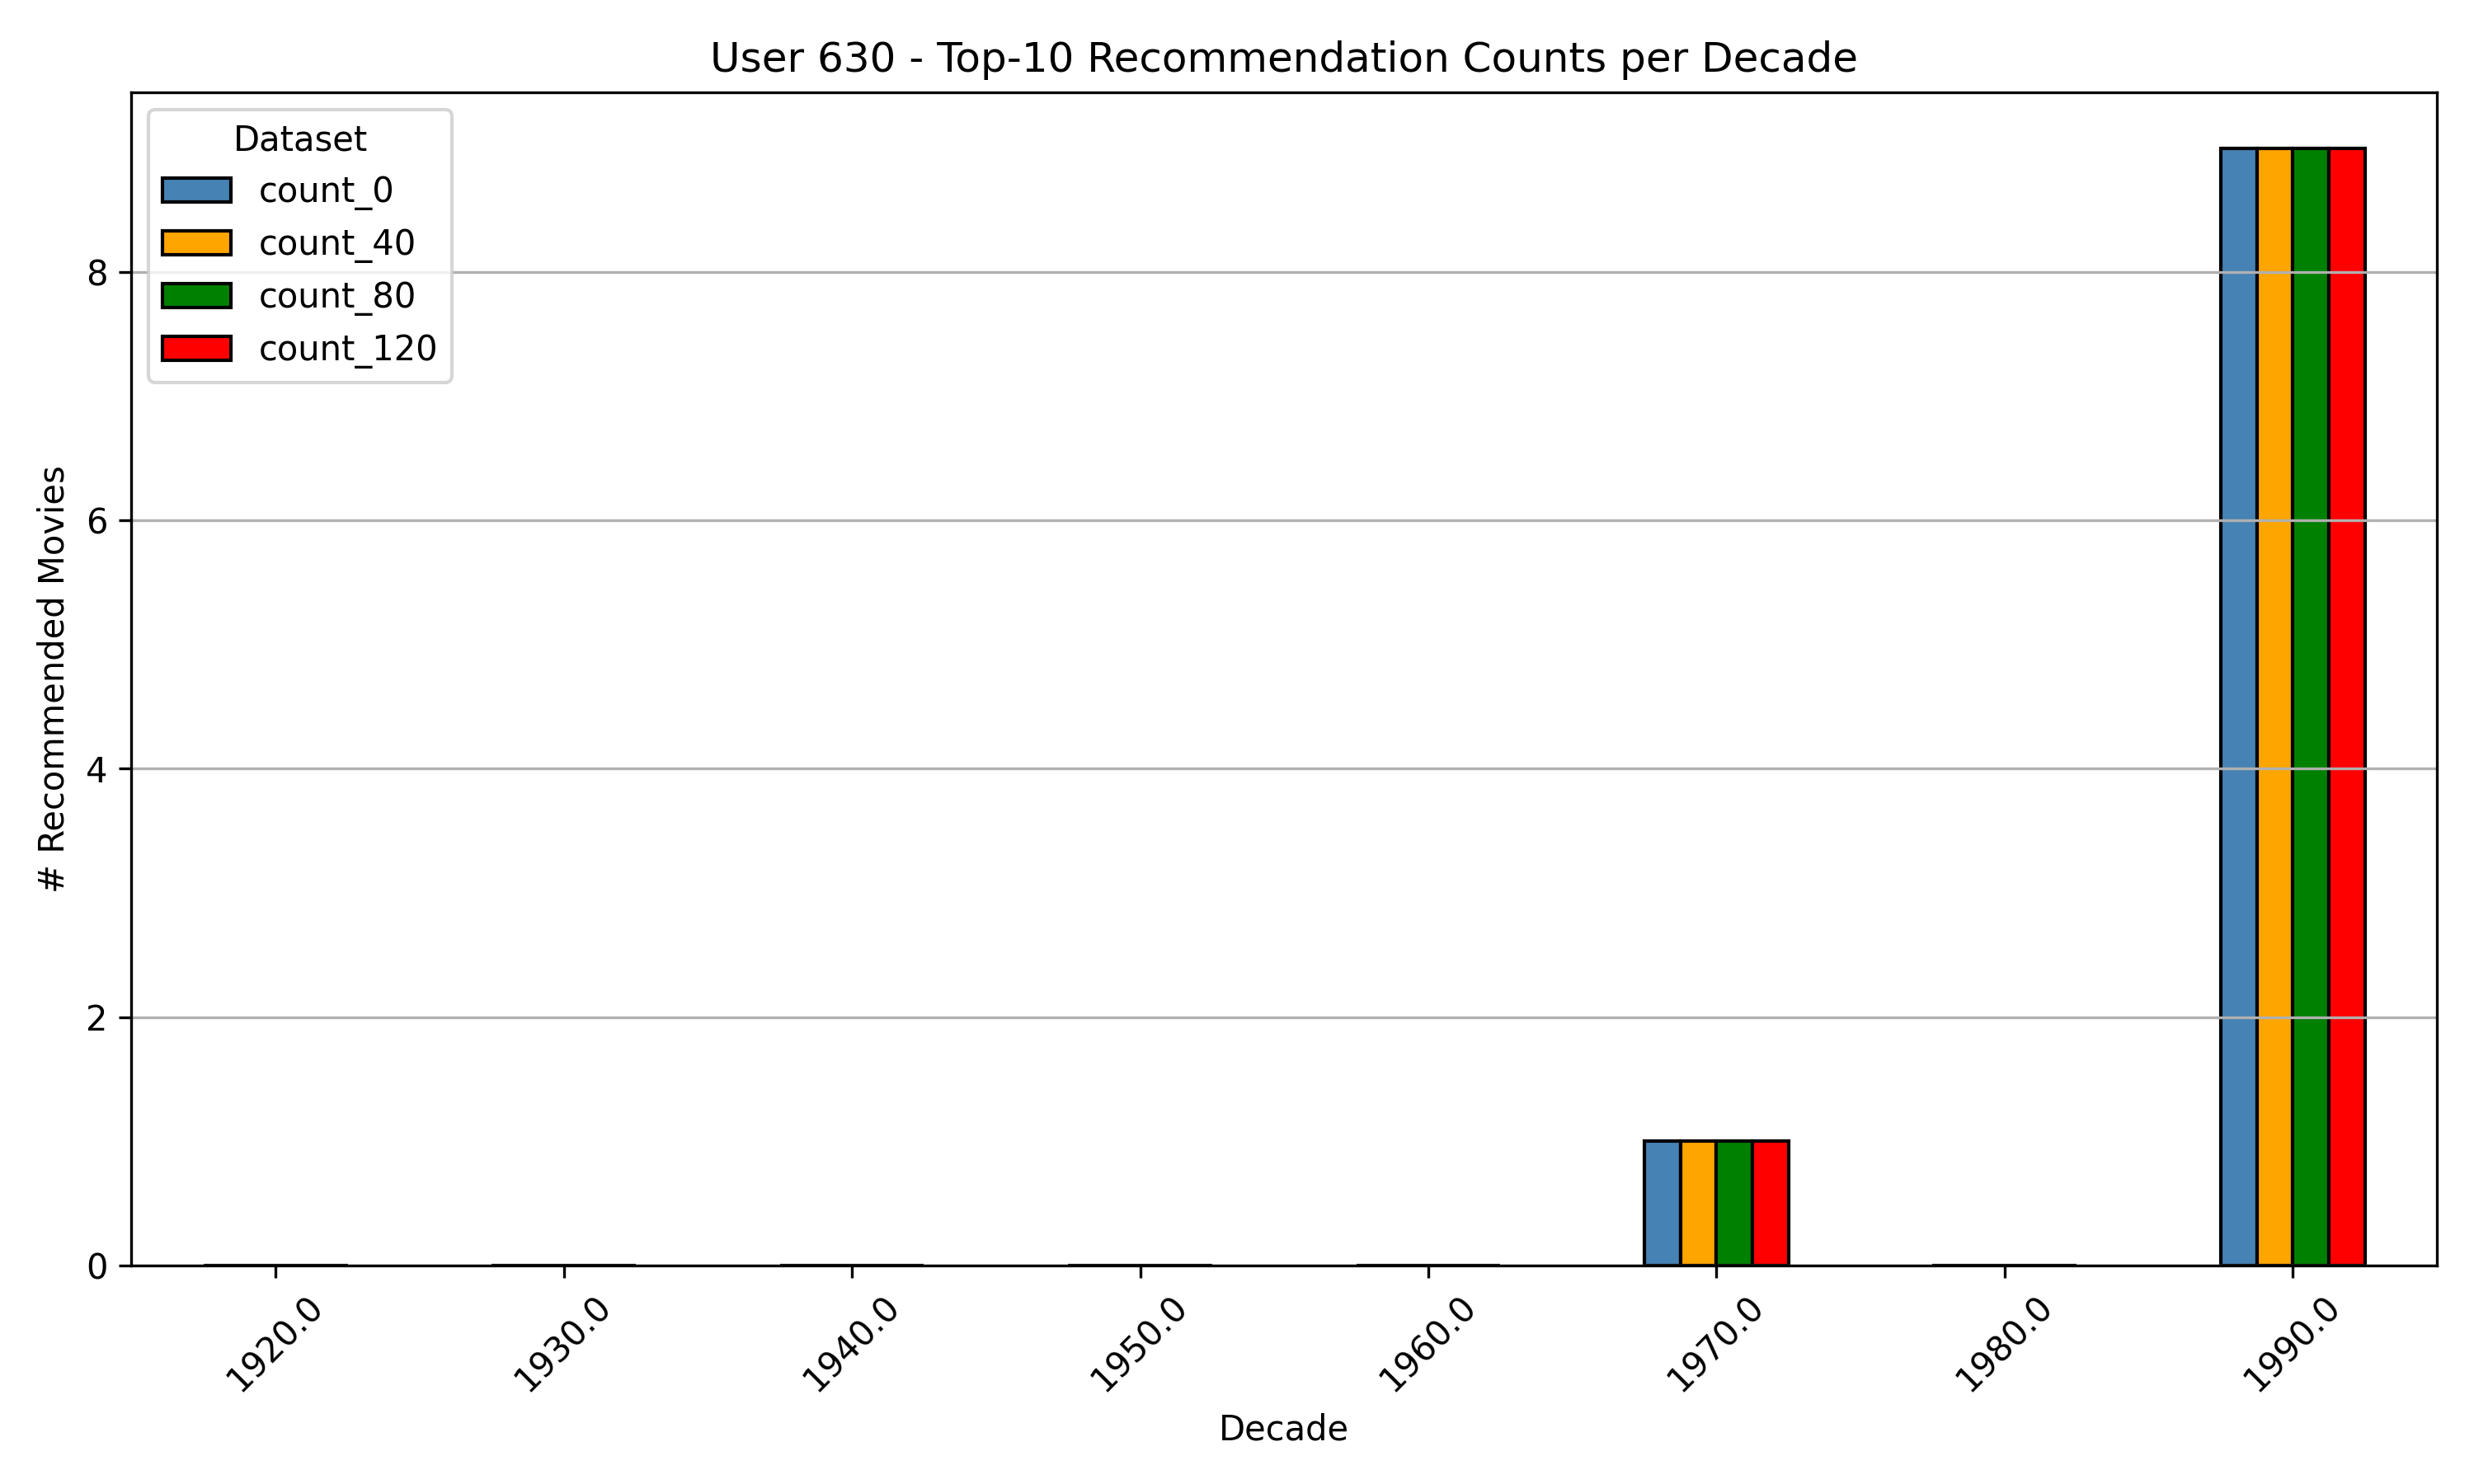 User 630 - Top-10 Recommendation Counts per Decade
Dataset
count_0
count_40
count_80
count_120
# Recommended Movies
8
6
4
2
0
1920.0
1930.0
1940.0
1950.0
1960.0
1970.0
1980.0
1990.0
Decade